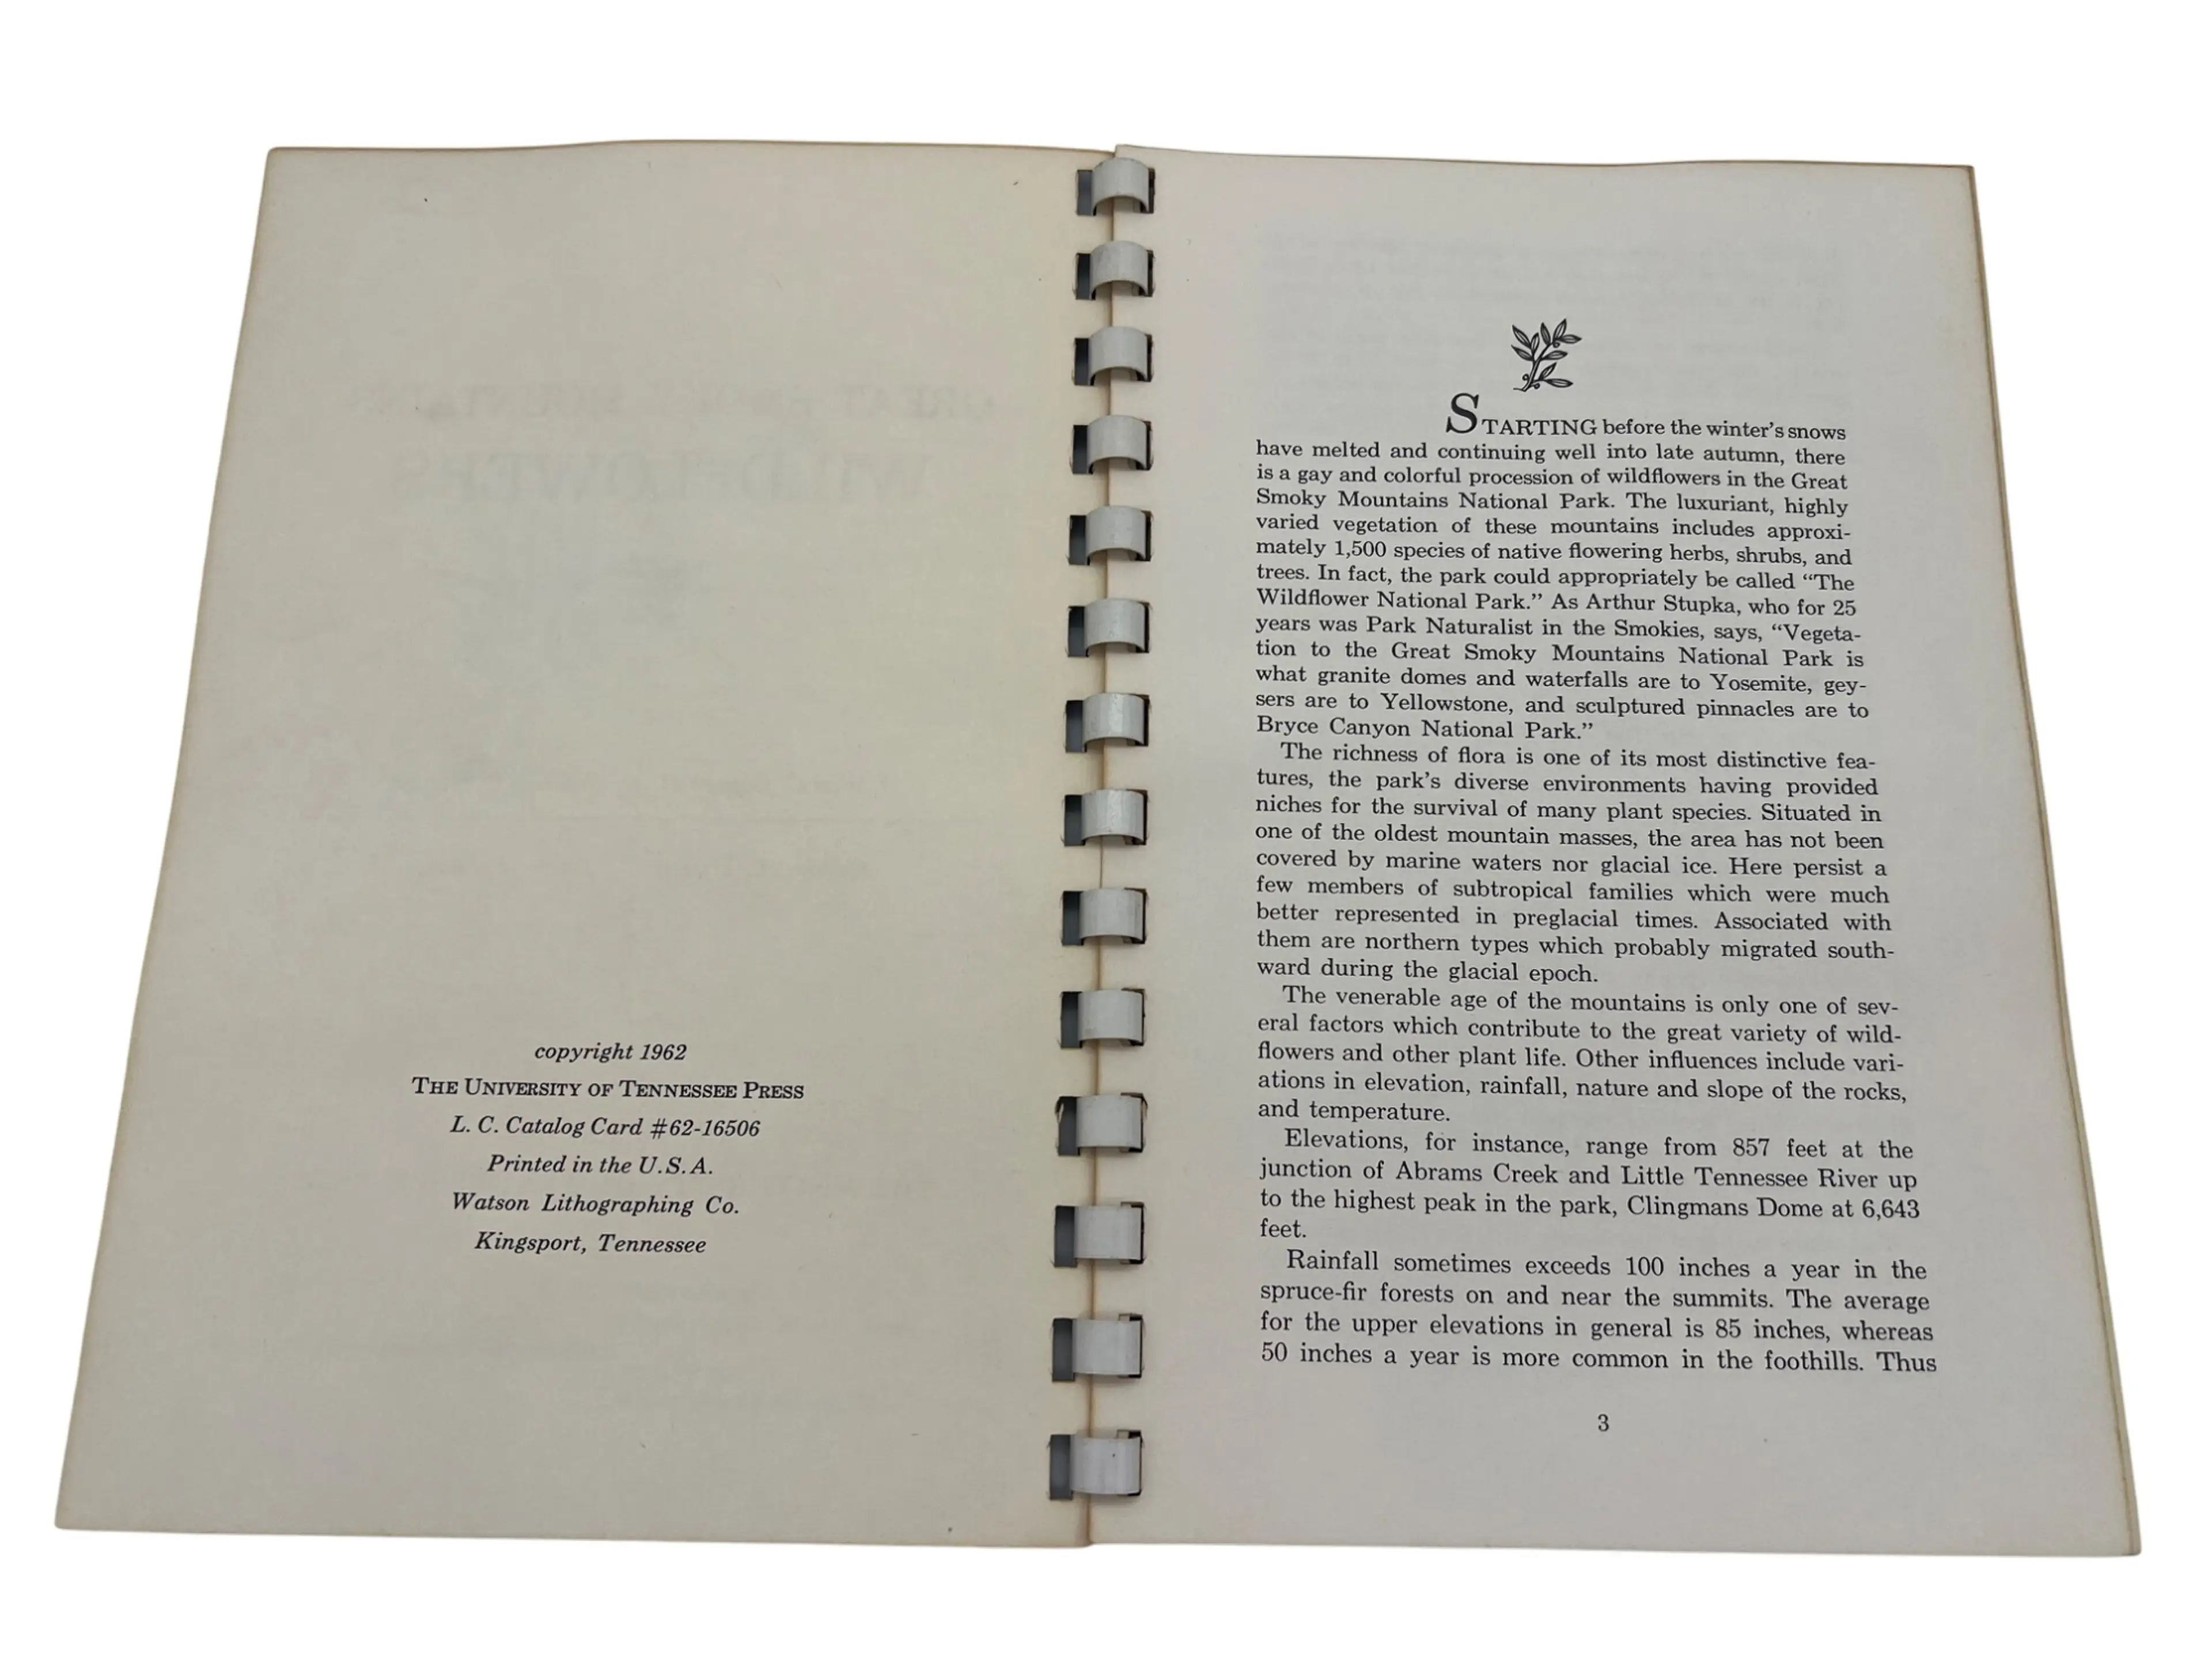 copyright 1962
THE UNIVERSITY OF TENNESSEE PRESS
L. C. Catalog Card #62-16506
Printed in the U.S.A.
Watson Lithographing Co.
Kingsport, Tennessee
STARTING before the winter's snows
have melted and continuing well into late autumn, there
is a gay and colorful procession of wildflowers in the Great
Smoky Mountains National Park. The luxuriant, highly
varied vegetation of these mountains includes approxi-
mately 1,500 species of native flowering herbs, shrubs, and
trees. In fact, the park could appropriately be called “The
Wildflower National Park.” As Arthur Stupka, who for 25
years was Park Naturalist in the Smokies, says, “Vegeta-
tion to the Great Smoky Mountains National Park is
what granite domes and waterfalls are to Yosemite, gey-
sers are to Yellowstone, and sculptured pinnacles are to
Bryce Canyon National Park.”
The richness of flora is one of its most distinctive fea-
tures, the park's diverse environments having provided
niches for the survival of many plant species. Situated in
one of the oldest mountain masses, the area has not been
covered by marine waters nor glacial ice. Here persist a
few members of subtropical families which were much
better represented in preglacial times. Associated with
them are northern types which probably migrated south-
ward during the glacial epoch.
The venerable age of the mountains is only one of sev-
eral factors which contribute to the great variety of wild-
flowers and other plant life. Other influences include vari-
ations in elevation, rainfall, nature and slope of the rocks,
and temperature.
Elevations, for instance, range from 857 feet at the
junction of Abrams Creek and Little Tennessee River up
to the highest peak in the park, Clingmans Dome at 6,643
feet.
Rainfall sometimes exceeds 100 inches a year in the
spruce-fir forests on and near the summits. The average
for the upper elevations in general is 85 inches, whereas
50 inches a year is more common in the foothills. Thus
3